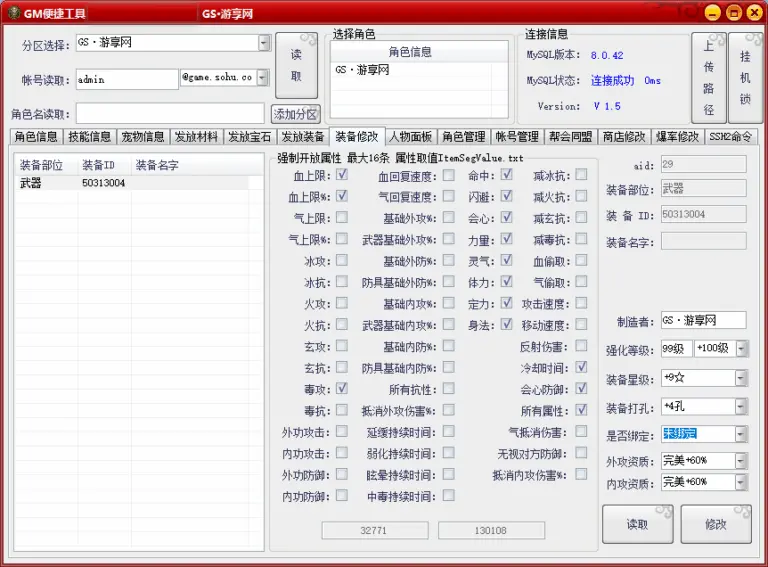 GM便捷工具 GS·游享网
分区选择: GS·游享网
帐号读取: admin @game.sohu.co
角色名读取:
读取
添加分区
选择角色
角色信息
GS·游享网
连接信息
MySQL版本: 8.0.42
MySQL状态: 连接成功 0ms
Version: V 1.5
上传路径
挂机锁
角色信息 技能信息 宠物信息 发放材料 发放宝石 发放装备 装备修改 人物面板 角色管理 帐号管理 帮会同盟 商店修改 爆率修改 SSH2命令
装备部位 装备ID 装备名字
武器 50313004
强制开放属性 最大16条 属性取值ItemSegValue.txt
血上限: 血回复速度: 命中: 减冰抗:
血上限%: 气回复速度: 闪避: 减火抗:
气上限: 基础外攻%: 会心: 减玄抗:
气上限%: 武器基础外攻%: 力量: 减毒抗:
冰攻: 基础外防%: 灵气: 血偷取:
冰抗: 防具基础外防%: 体力: 气偷取:
火攻: 基础内攻%: 定力: 攻击速度:
火抗: 武器基础内攻%: 身法: 移动速度:
玄攻: 基础内防%: 反射伤害:
玄抗: 防具基础内防%: 冷却时间:
毒攻: 所有抗性: 会心防御:
毒抗: 抵消外攻伤害%: 所有属性:
外功攻击: 延缓持续时间: 气抵消伤害:
内功攻击: 弱化持续时间: 无视对方防御:
外功防御: 眩晕持续时间: 抵消内攻伤害%:
内功防御: 中毒持续时间:
32771 130108
aid: 29
装备部位: 武器
装 备 ID: 50313004
装备名字:
制造者: GS·游享网
强化等级: 99级 +100级
装备星级: +9☆
装备打孔: +4孔
是否绑定: 未绑定
外攻资质: 完美+60%
内攻资质: 完美+60%
读取 修改